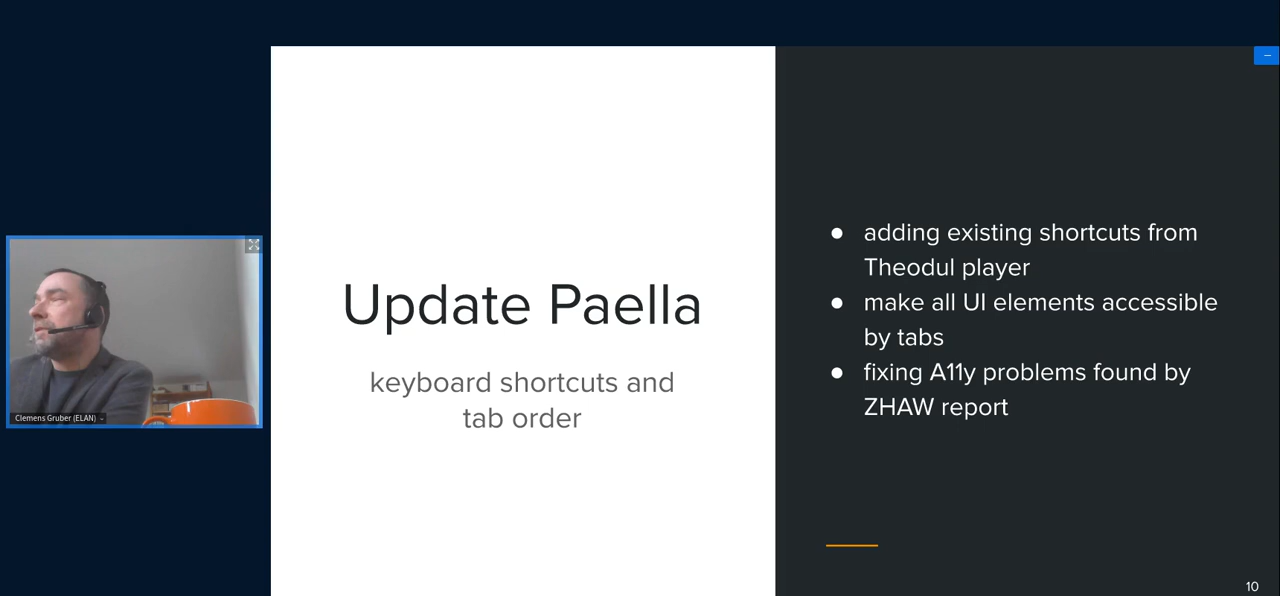 Update Paella
keyboard shortcuts and
tab order
● adding existing shortcuts from
Theodul player
● make all UI elements accessible
by tabs
● fixing A11y problems found by
ZHAW report
Clemens Gruber (ELAN)
10